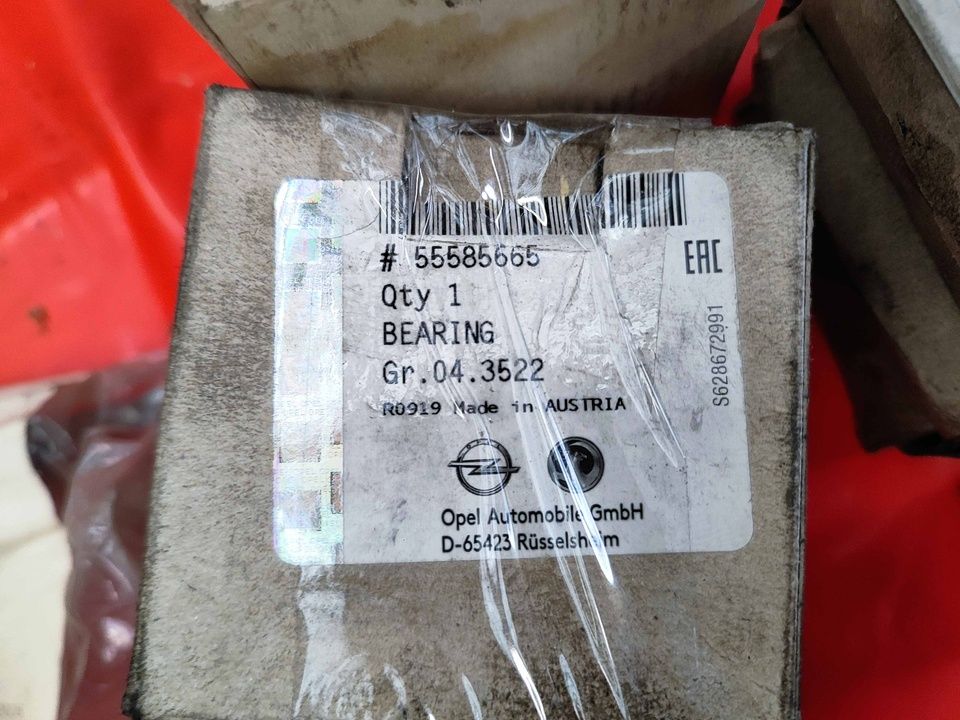 # 55585665
Qty 1
BEARING
Gr.04.3522
R0919 Made in AUSTRIA
Opel Automobile GmbH
D-65423 Rüsselsheim
EAC
S628672991